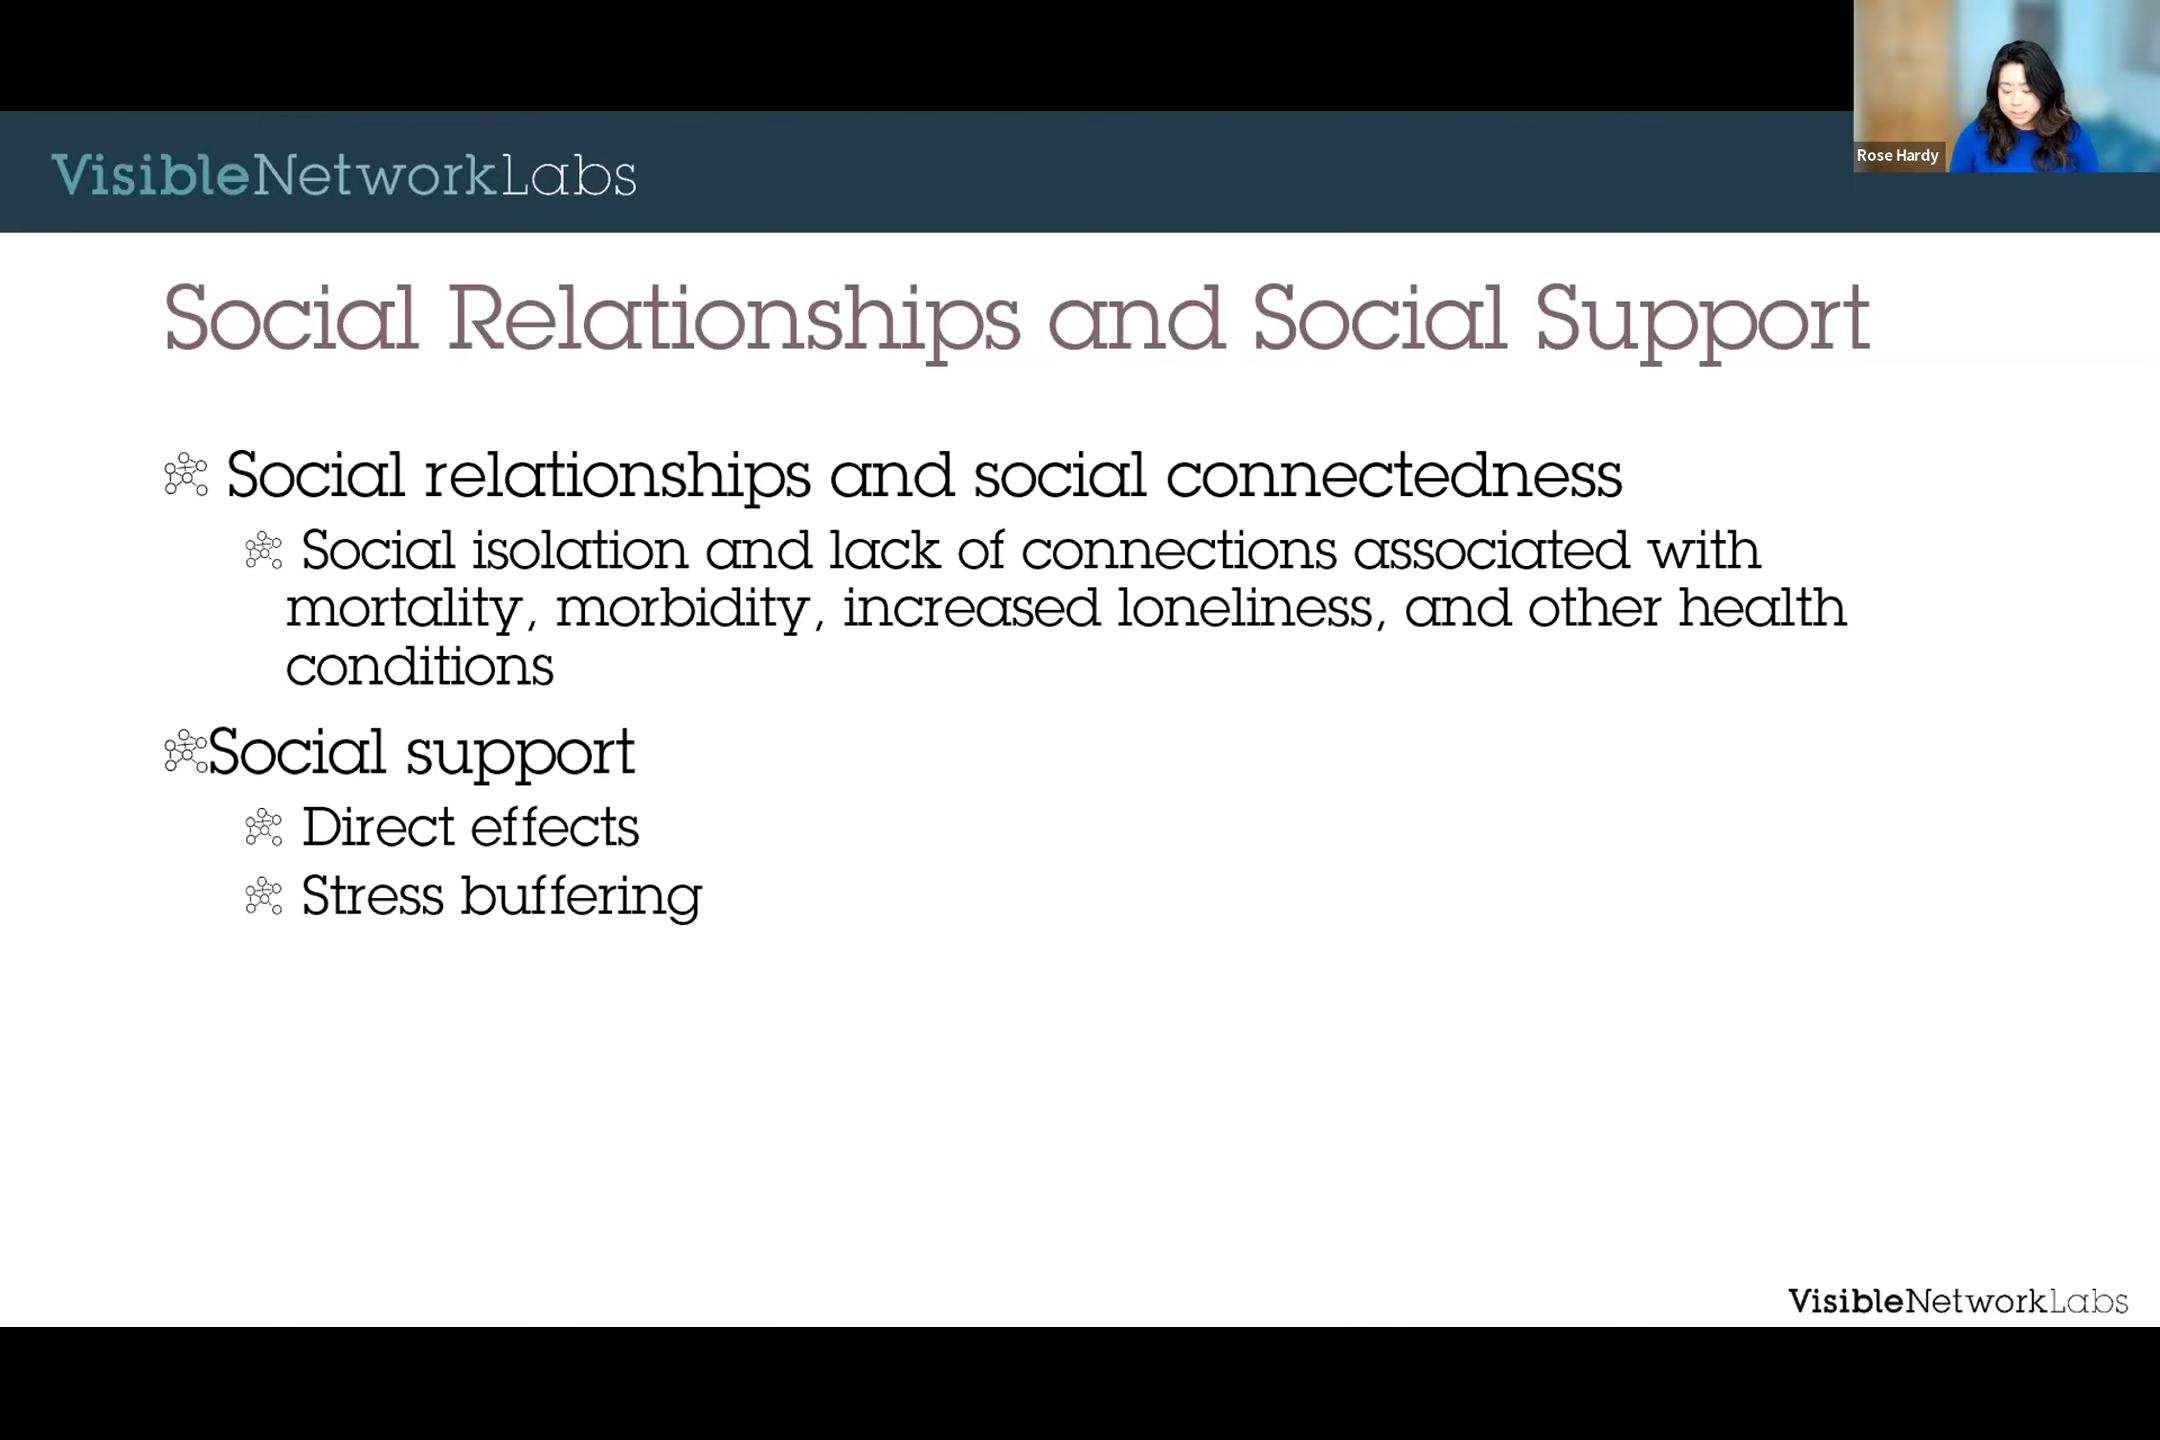 VisibleNetworkLabs
Rose Hardy
Social Relationships and Social Support
Social relationships and social connectedness
Social isolation and lack of connections associated with
mortality, morbidity, increased loneliness, and other health
conditions
Social support
Direct effects
Stress buffering
VisibleNetworkLabs